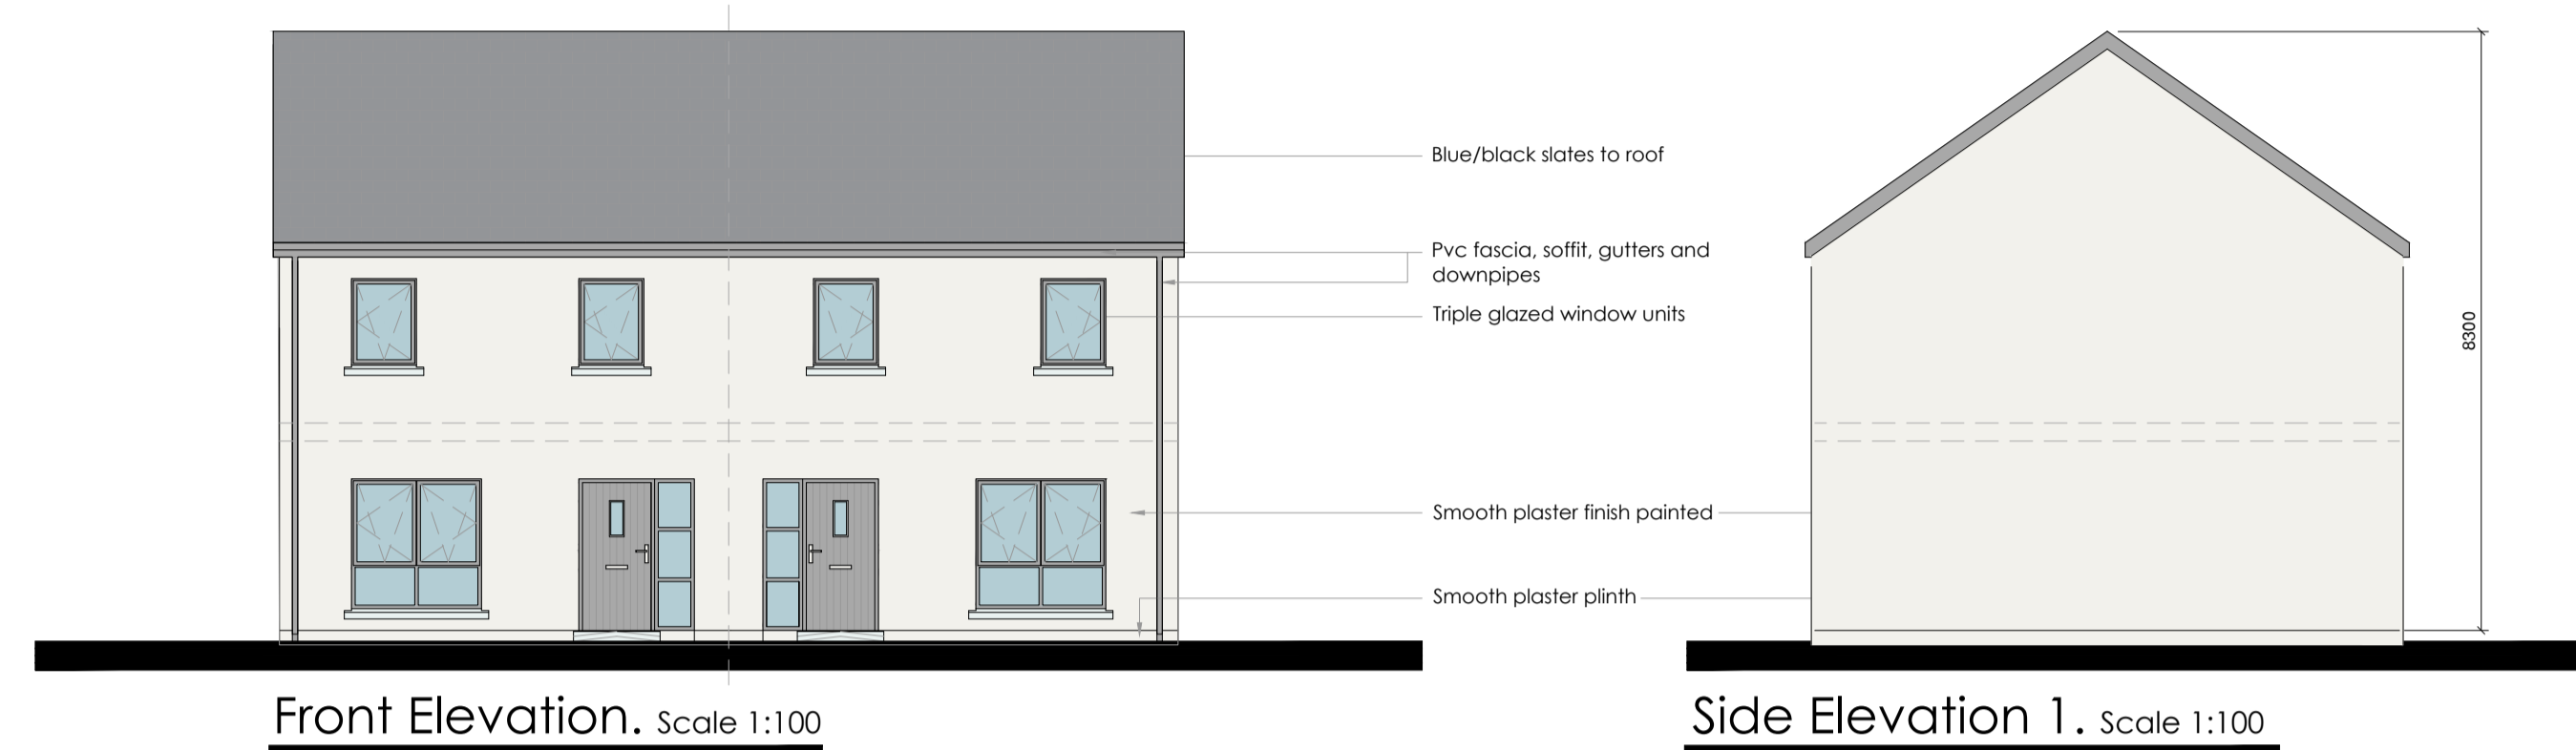 Blue/black slates to roof
Pvc fascia, soffit, gutters and
downpipes
Triple glazed window units
8300
Smooth plaster finish painted
Smooth plaster plinth
Front Elevation. Scale 1:100
Side Elevation 1. Scale 1:100